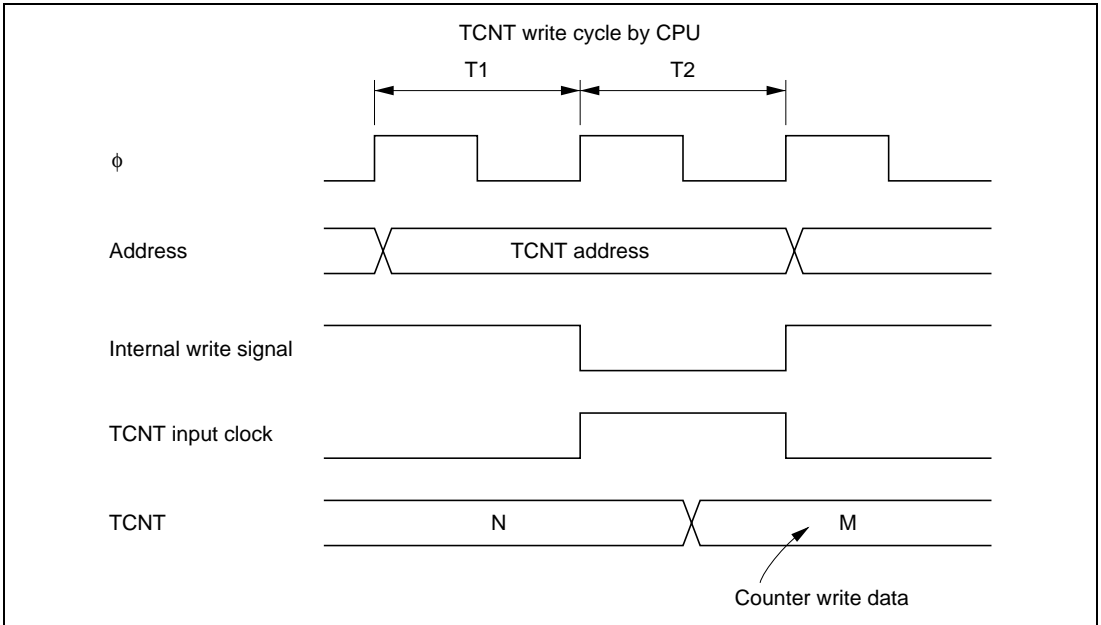 TCNT write cycle by CPU
T1 T2
ϕ
Address TCNT address
Internal write signal
TCNT input clock
TCNT N M
Counter write data